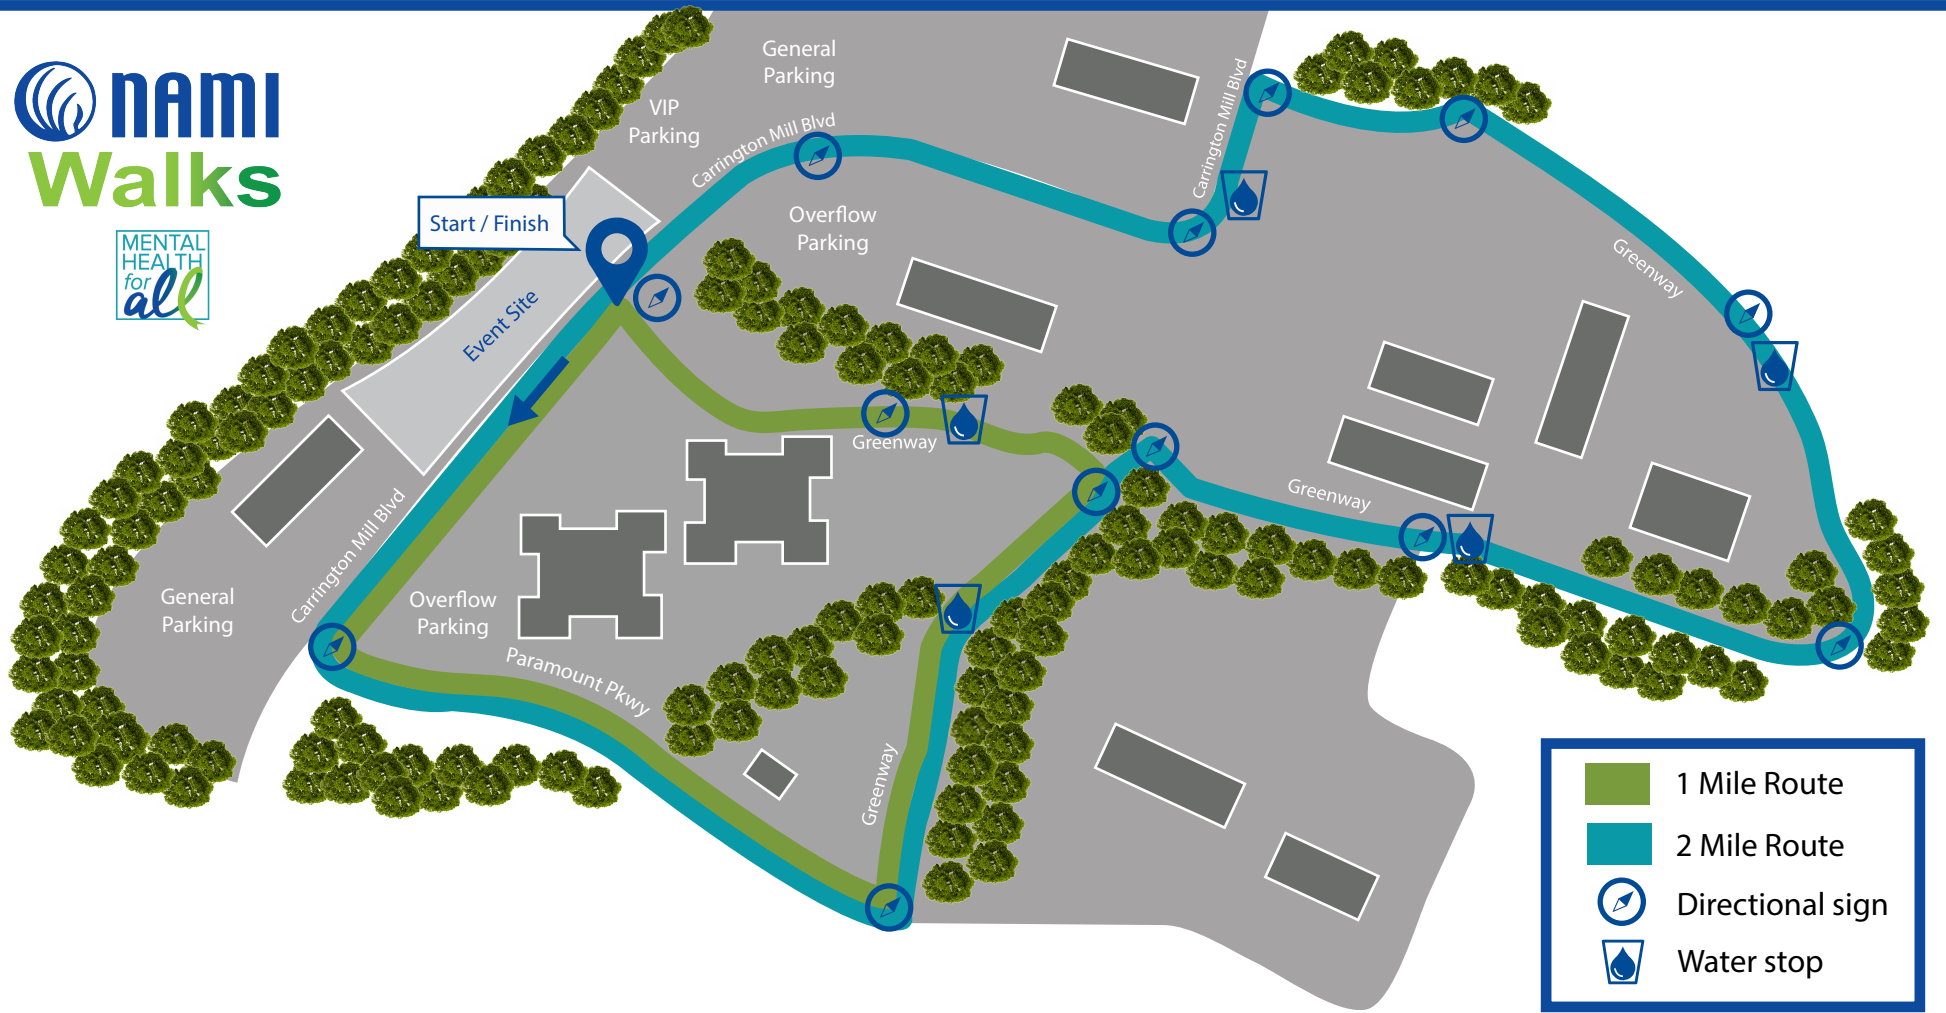 NAMI
Walks
MENTAL
HEALTH
for
all
General
Parking
VIP
Parking
Carrington Mill Blvd
Carrington Mill Blvd
Start / Finish
Overflow
Parking
Greenway
Event Site
Greenway
Greenway
Carrington Mill Blvd
General
Parking
Overflow
Parking
Paramount Pkwy
Greenway
1 Mile Route
2 Mile Route
Directional sign
Water stop